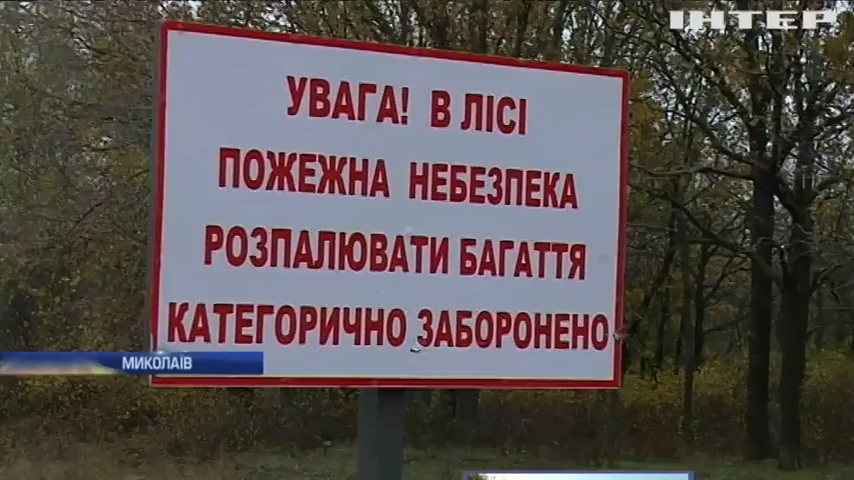 ІНТЕР
УВАГА! В ЛІСІ
ПОЖЕЖНА НЕБЕЗПЕКА
РОЗПАЛЮВАТИ БАГАТТЯ
КАТЕГОРИЧНО ЗАБОРОНЕНО
МИКОЛАЇВ